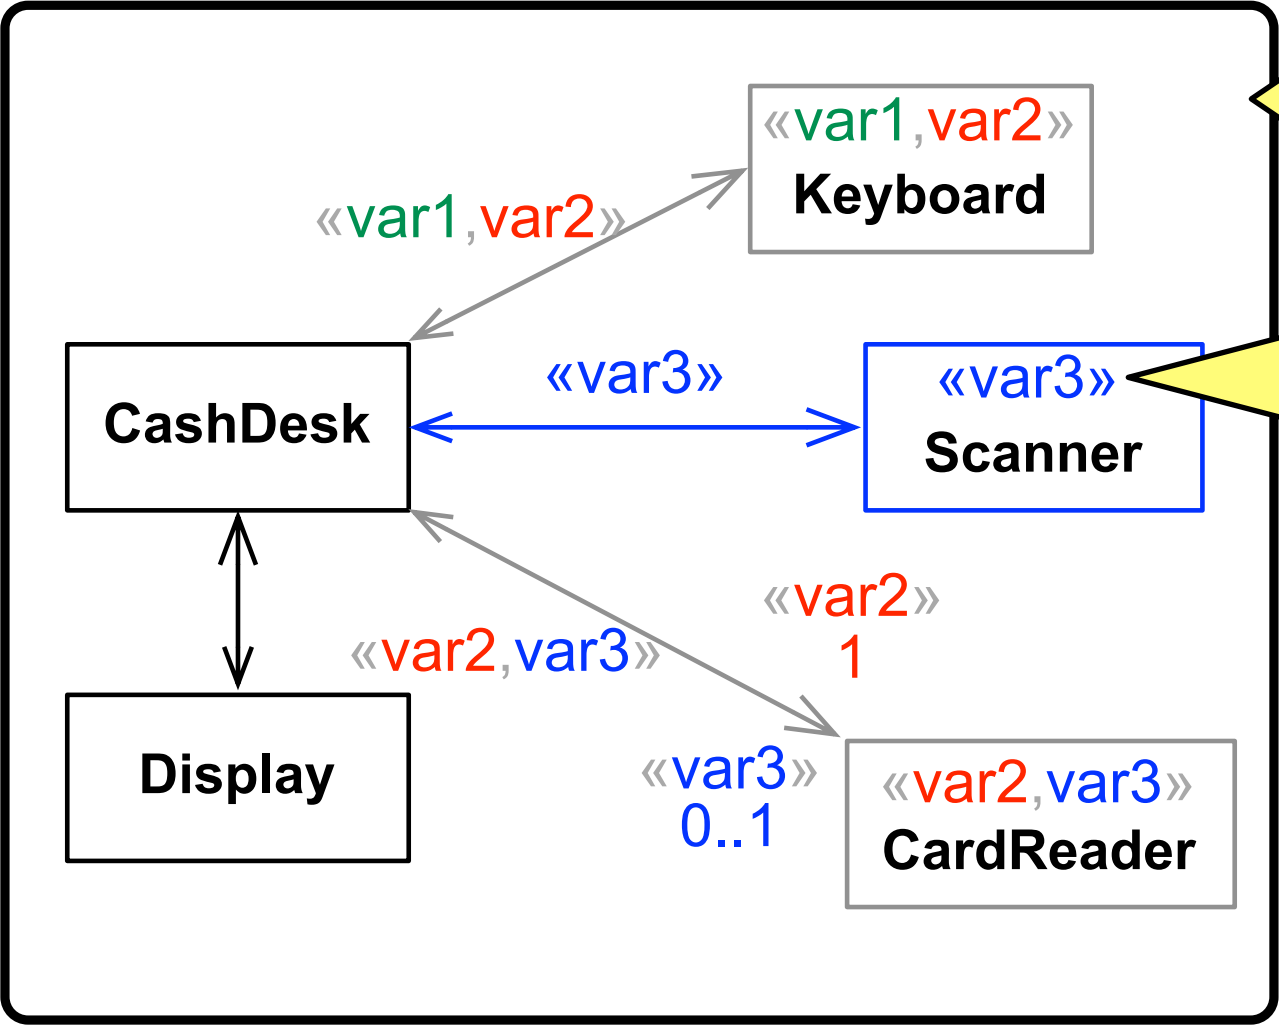 «var1,var2»
Keyboard
«var1,var2»
«var3»
«var3»
CashDesk
Scanner
«var2»
1
«var2,var3»
Display
«var3»
0..1
«var2,var3»
CardReader